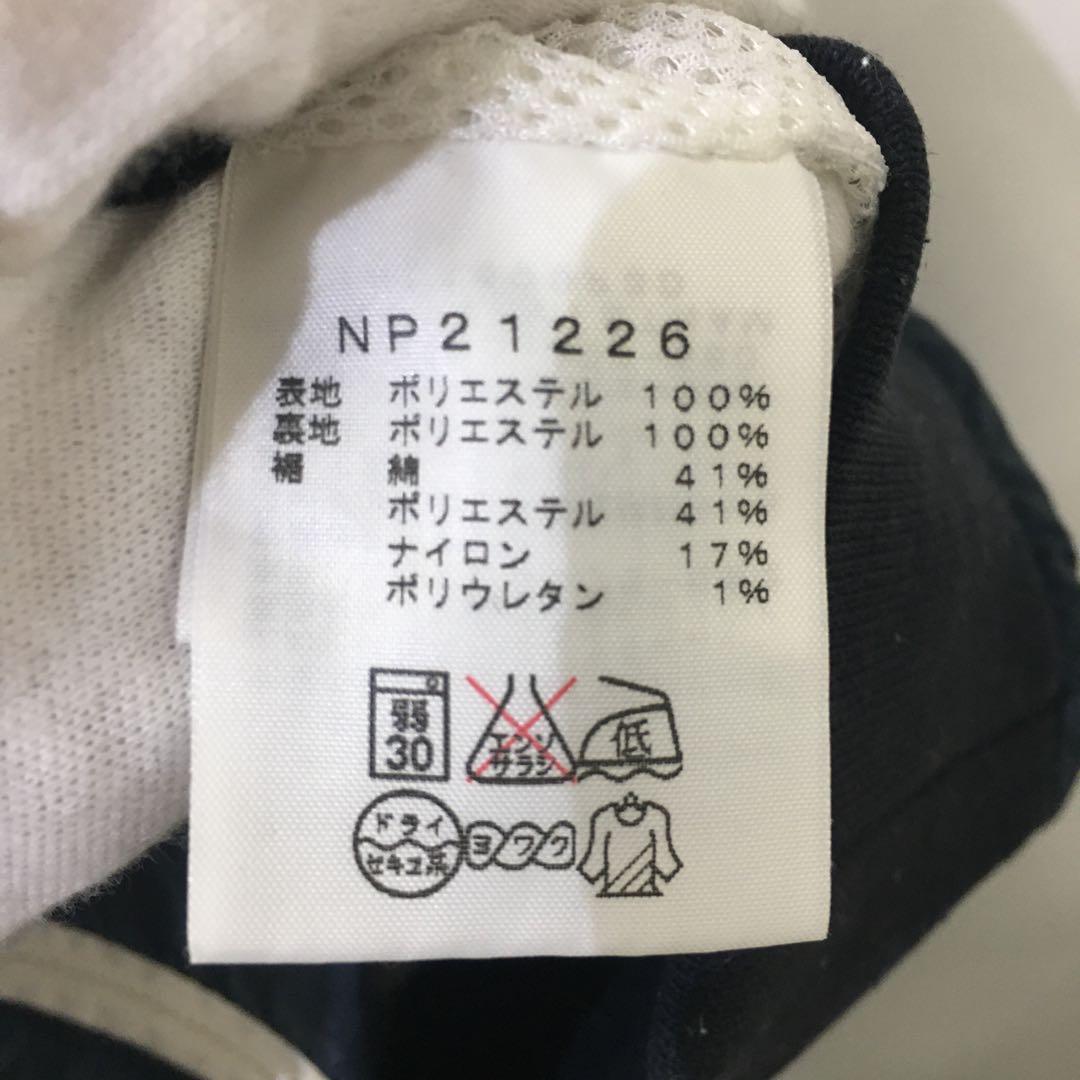 NP21226
表地 ポリエステル 100%
裏地 ポリエステル 100%
裾 綿 41%
ポリエステル 41%
ナイロン 17%
ポリウレタン 1%
弱
30
エンソ
サラシ
低
ドライ
セキユ系
ヨワク